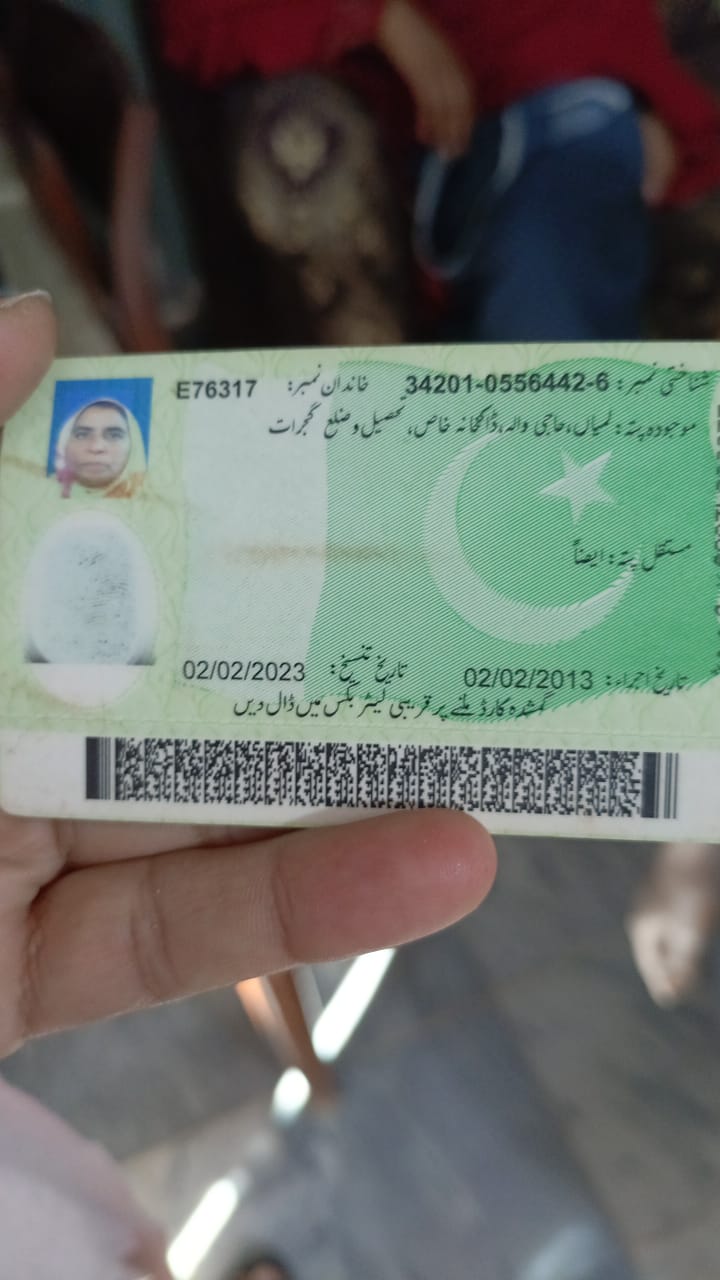 شناختی نمبر: 34201-0556442-6 خاندان نمبر: E76317
موجودہ پتہ: لمیاں، حاجی والہ، ڈاکخانہ خاص، تحصیل و ضلع گجرات
مستقل پتہ: ایضاً
تاریخ اجراء: 02/02/2013 تاریخ تنسیخ: 02/02/2023
گمشدہ کارڈ ملنے پر قریبی لیٹر بکس میں ڈال دیں